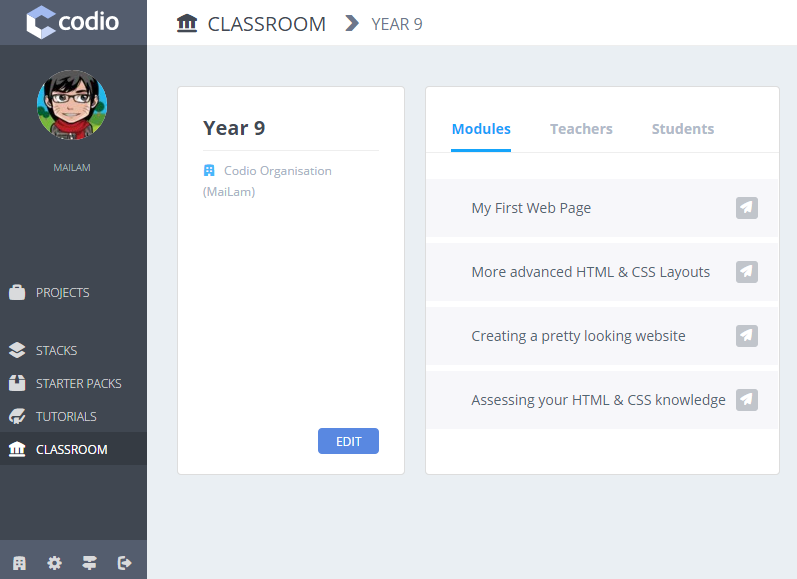 codio
CLASSROOM YEAR 9
MAILAM
PROJECTS
STACKS
STARTER PACKS
TUTORIALS
CLASSROOM
Year 9
Codio Organisation
(MaiLam)
EDIT
Modules Teachers Students
My First Web Page
More advanced HTML & CSS Layouts
Creating a pretty looking website
Assessing your HTML & CSS knowledge